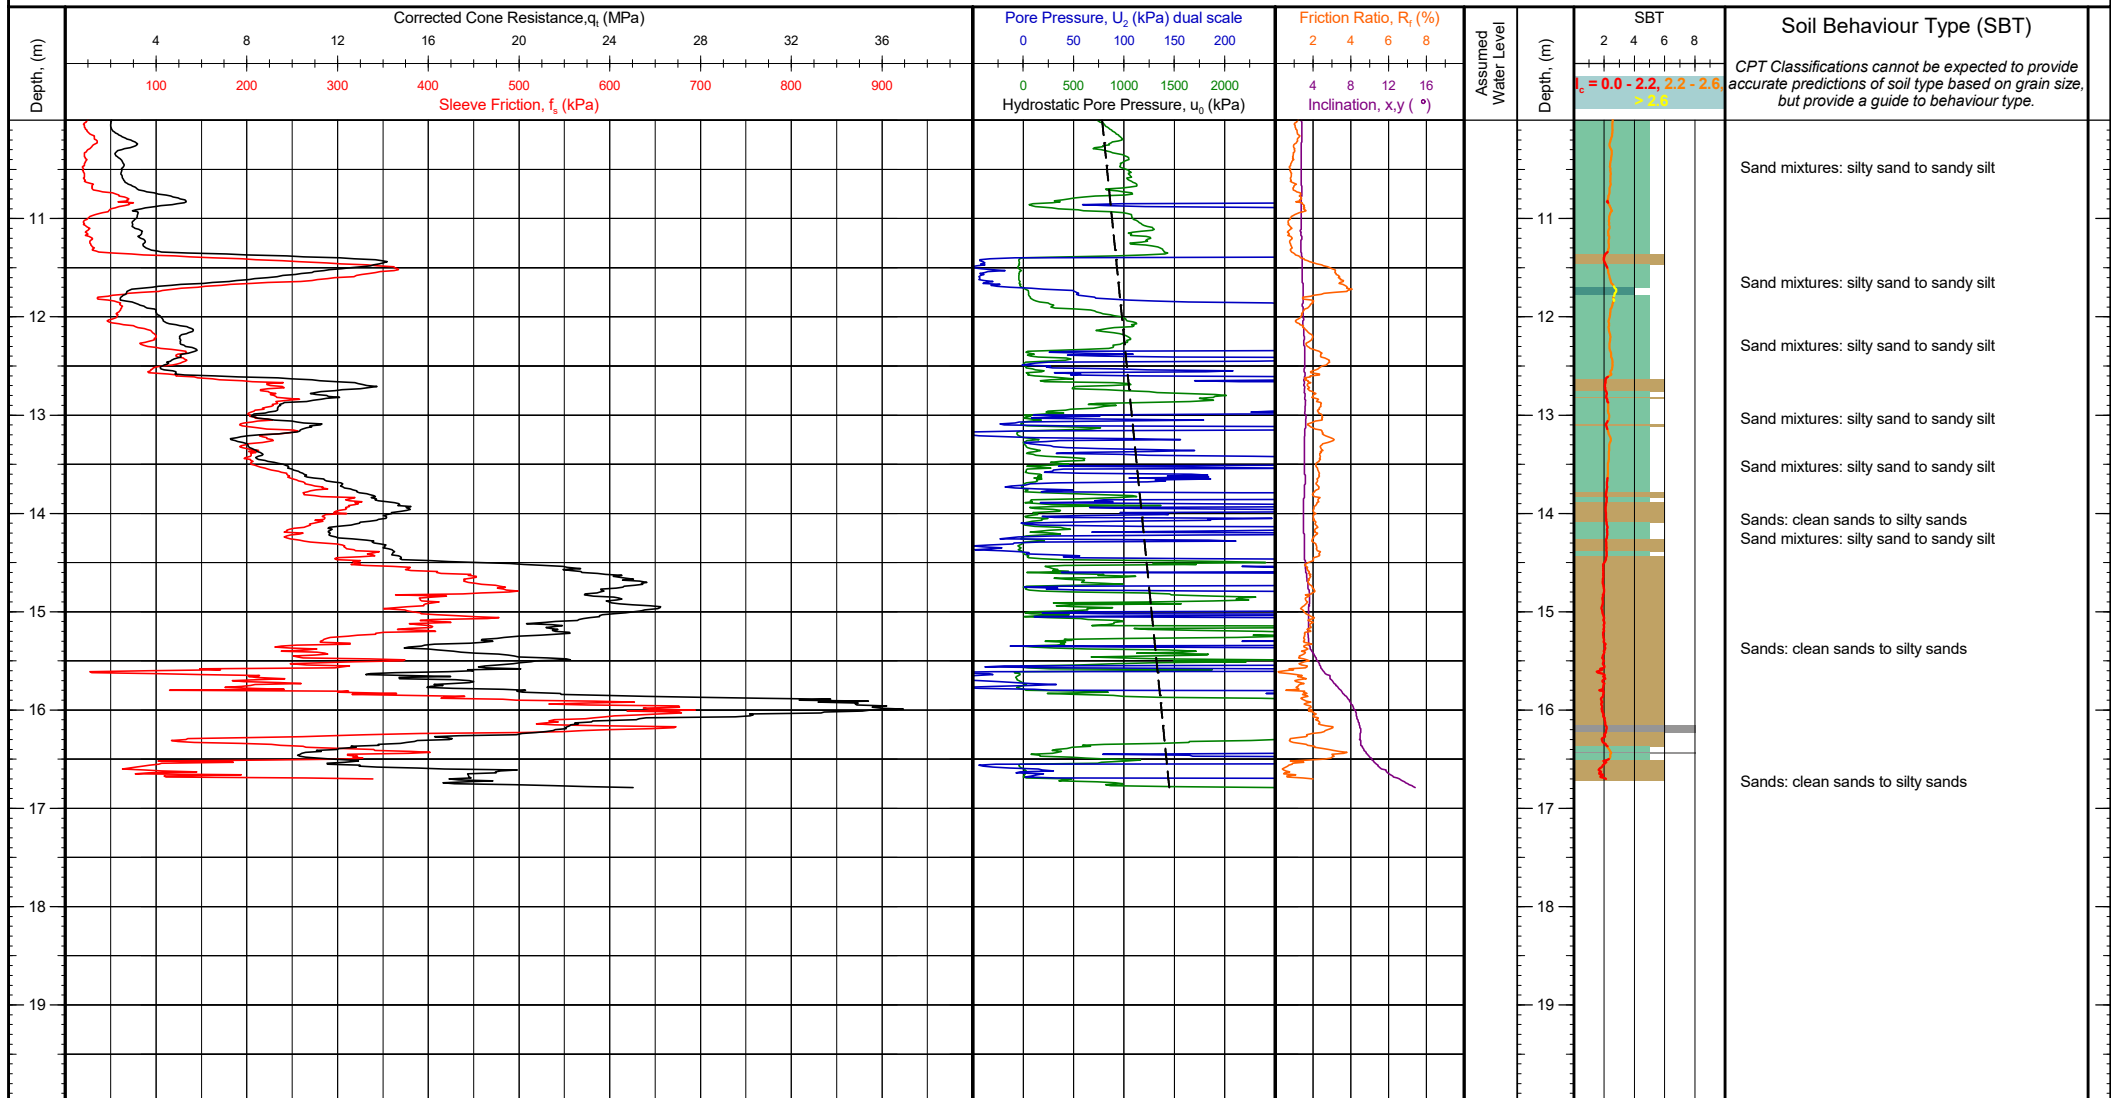 Corrected Cone Resistance,qt (MPa)
4 8 12 16 20 24 28 32 36
100 200 300 400 500 600 700 800 900
Sleeve Friction, fs (kPa)
Depth, (m)
Pore Pressure, U2 (kPa) dual scale
0 50 100 150 200
0 500 1000 1500 2000
Hydrostatic Pore Pressure, u0 (kPa)
Friction Ratio, Rf (%)
2 4 6 8
4 8 12 16
Inclination, x,y ( °)
Assumed
Water Level
Depth, (m)
SBT
2 4 6 8
Ic = 0.0 - 2.2, 2.2 - 2.6,
> 2.6
Soil Behaviour Type (SBT)
CPT Classifications cannot be expected to provide
accurate predictions of soil type based on grain size,
but provide a guide to behaviour type.
Sand mixtures: silty sand to sandy silt
11 11
Sand mixtures: silty sand to sandy silt
12 12
Sand mixtures: silty sand to sandy silt
13 13
Sand mixtures: silty sand to sandy silt
Sand mixtures: silty sand to sandy silt
14 14
Sands: clean sands to silty sands
Sand mixtures: silty sand to sandy silt
15 15
Sands: clean sands to silty sands
16 16
Sands: clean sands to silty sands
17 17
18 18
19 19